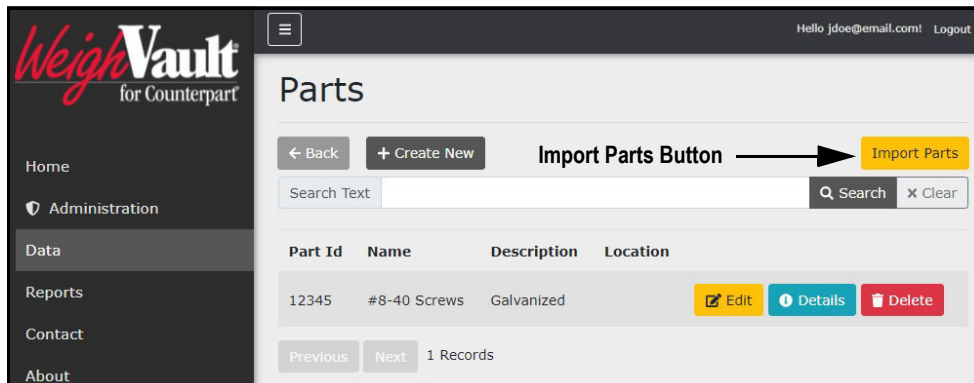 WeighVault
for Counterpart
Home
Administration
Data
Reports
Contact
About
Hello jdoe@email.com! Logout
Parts
← Back + Create New Import Parts Button Import Parts
Search Text Search × Clear
Part Id Name Description Location
12345 #8-40 Screws Galvanized Edit Details Delete
Previous Next 1 Records